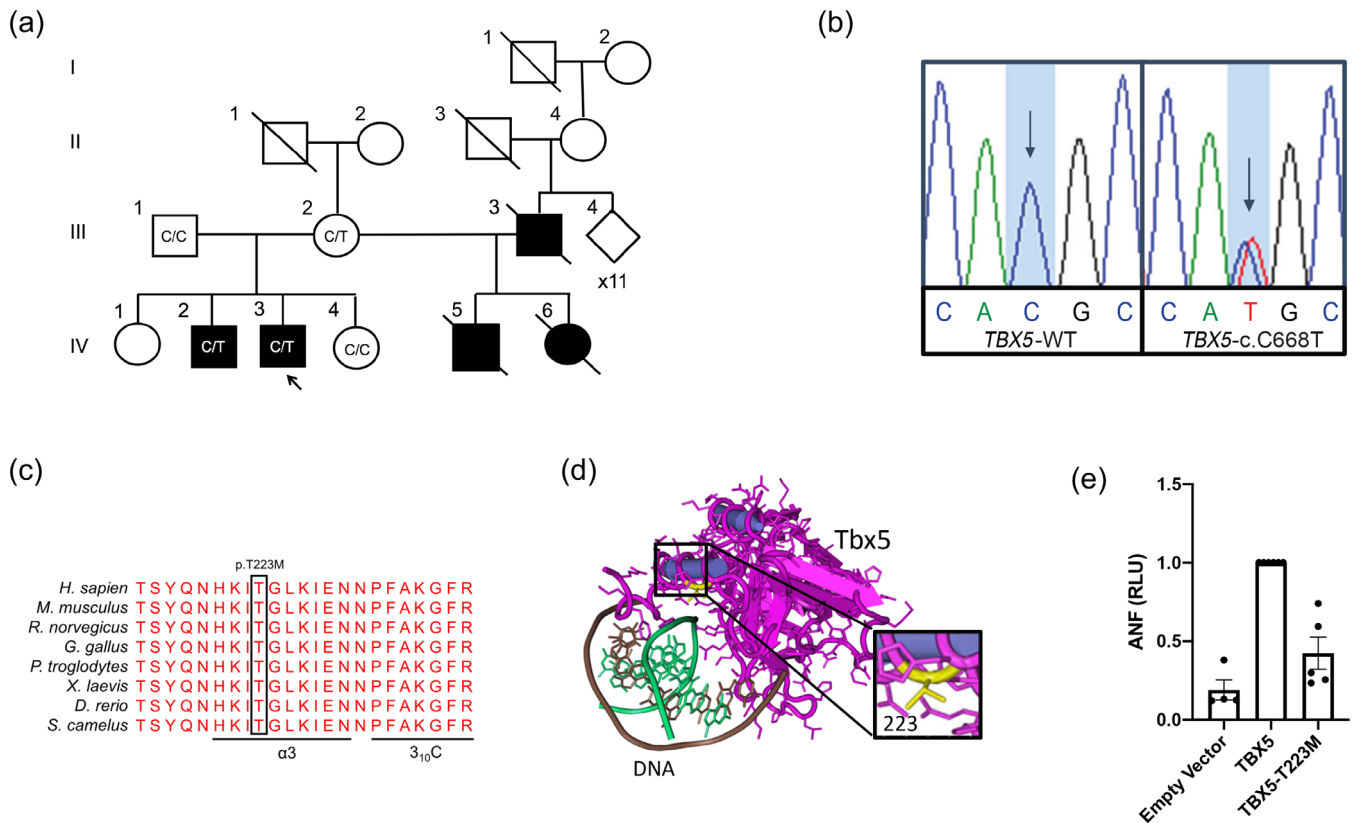 (a)
I
1
2
II
1
2
3
4
III
1
C/C
2
C/T
3
4
x11
IV
1
2
C/T
3
C/T
4
C/C
5
6
(b)
C A C G C
TBX5-WT
C A T G C
TBX5-c.C668T
(c)
p.T223M
H. sapien TSYQNHKITGLKIENNPFAKGFR
M. musculus TSYQNHKITGLKIENNPFAKGFR
R. norvegicus TSYQNHKITGLKIENNPFAKGFR
G. gallus TSYQNHKITGLKIENNPFAKGFR
P. troglodytes TSYQNHKITGLKIENNPFAKGFR
X. laevis TSYQNHKITGLKIENNPFAKGFR
D. rerio TSYQNHKITGLKIENNPFAKGFR
S. camelus TSYQNHKITGLKIENNPFAKGFR
α3
3₁₀C
(d)
Tbx5
223
DNA
(e)
ANF (RLU)
1.5
1.0
0.5
0.0
Empty Vector
TBX5
TBX5-T223M